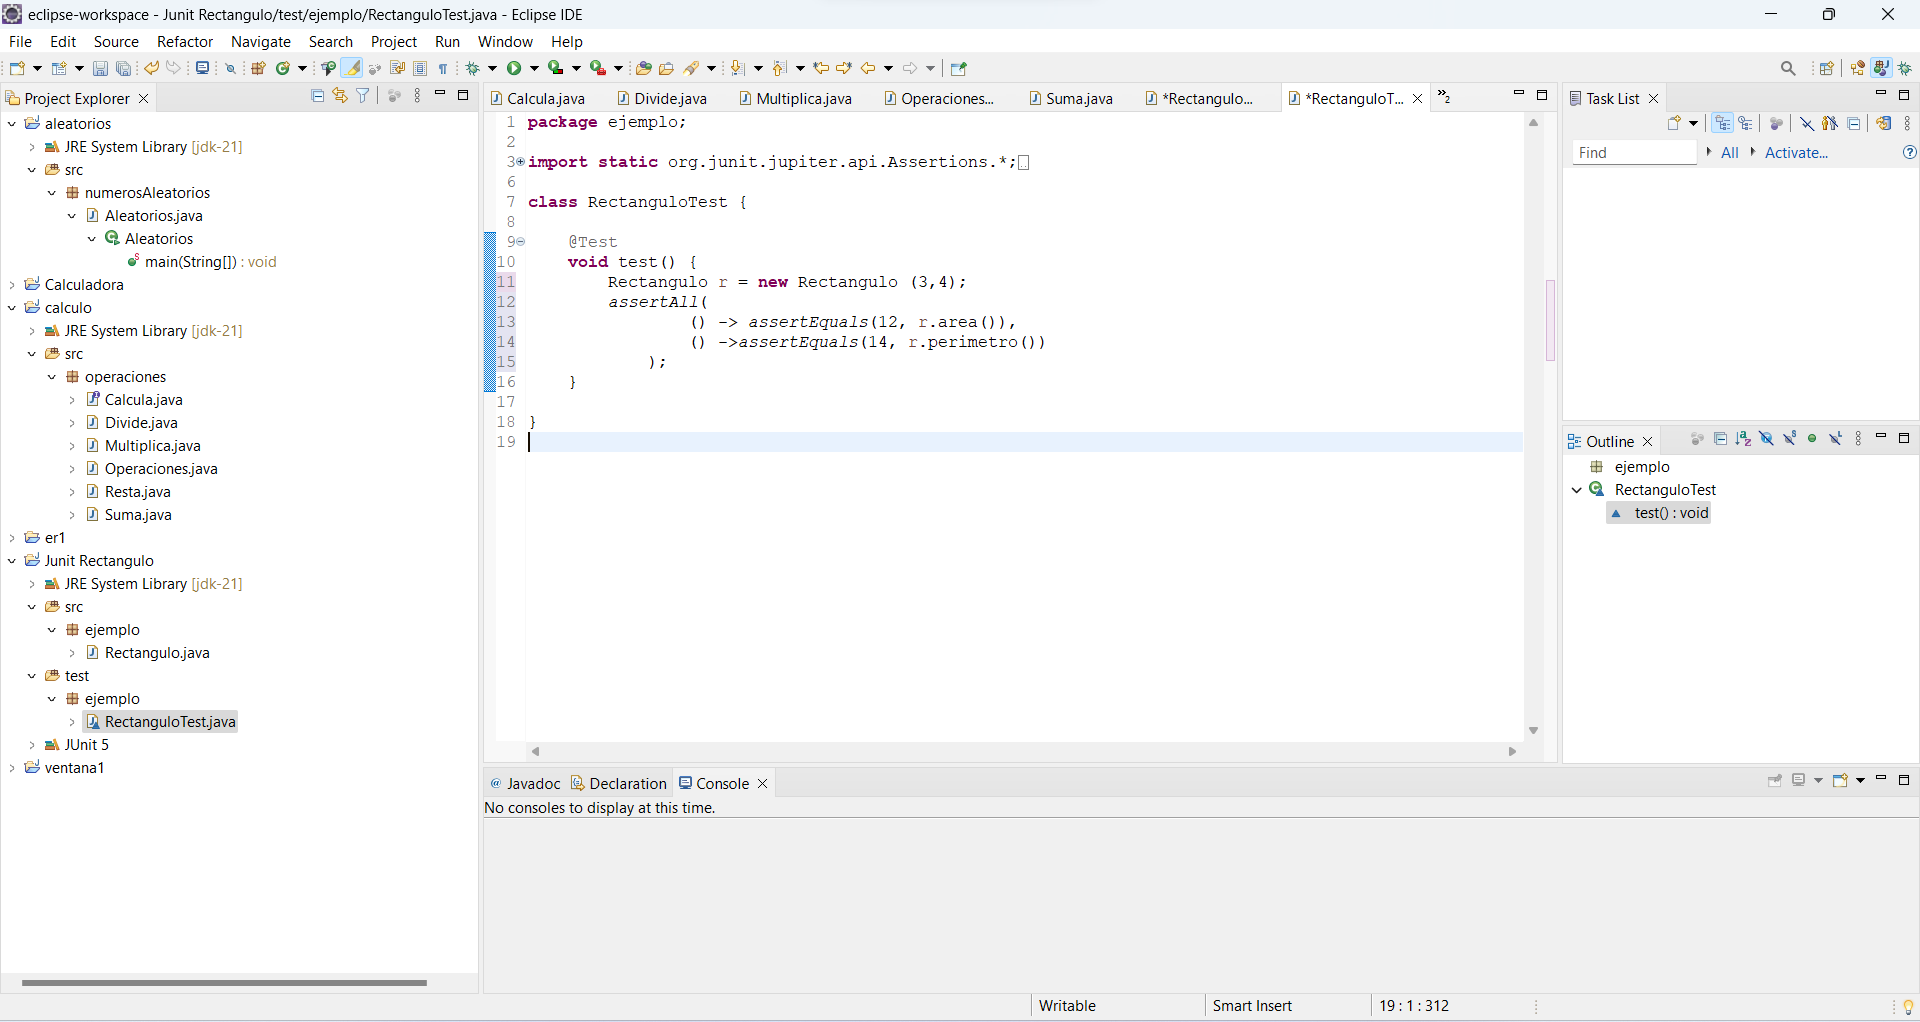 eclipse-workspace - Junit Rectangulo/test/ejemplo/RectanguloTest.java - Eclipse IDE
File Edit Source Refactor Navigate Search Project Run Window Help
Project Explorer
aleatorios
JRE System Library [jdk-21]
src
numerosAleatorios
Aleatorios.java
Aleatorios
main(String[]) : void
Calculadora
calculo
JRE System Library [jdk-21]
src
operaciones
Calcula.java
Divide.java
Multiplica.java
Operaciones.java
Resta.java
Suma.java
er1
Junit Rectangulo
JRE System Library [jdk-21]
src
ejemplo
Rectangulo.java
test
ejemplo
RectanguloTest.java
JUnit 5
ventana1
Calcula.java Divide.java Multiplica.java Operaciones... Suma.java *Rectangulo... *RectanguloT... »2
1 package ejemplo;
2
3 import static org.junit.jupiter.api.Assertions.*;
6
7 class RectanguloTest {
8
9 @Test
10 void test() {
11 Rectangulo r = new Rectangulo (3,4);
12 assertAll(
13 () -> assertEquals(12, r.area()),
14 () ->assertEquals(14, r.perimetro())
15 );
16 }
17
18 }
19
Javadoc Declaration Console
No consoles to display at this time.
Task List
Find All Activate...
Outline
ejemplo
RectanguloTest
test() : void
Writable Smart Insert 19 : 1 : 312